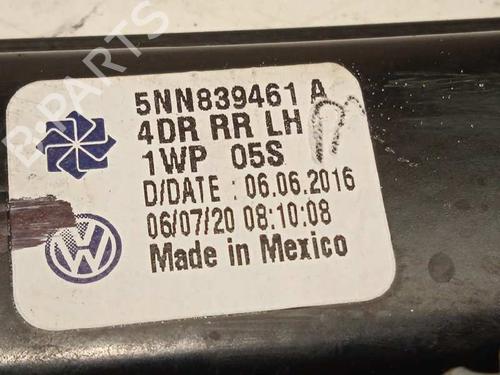 B-PARTS
5NN839461 A
4DR RR LH
1WP 05S
D/DATE : 06.06.2016
06/07/20 08:10:08
Made in Mexico